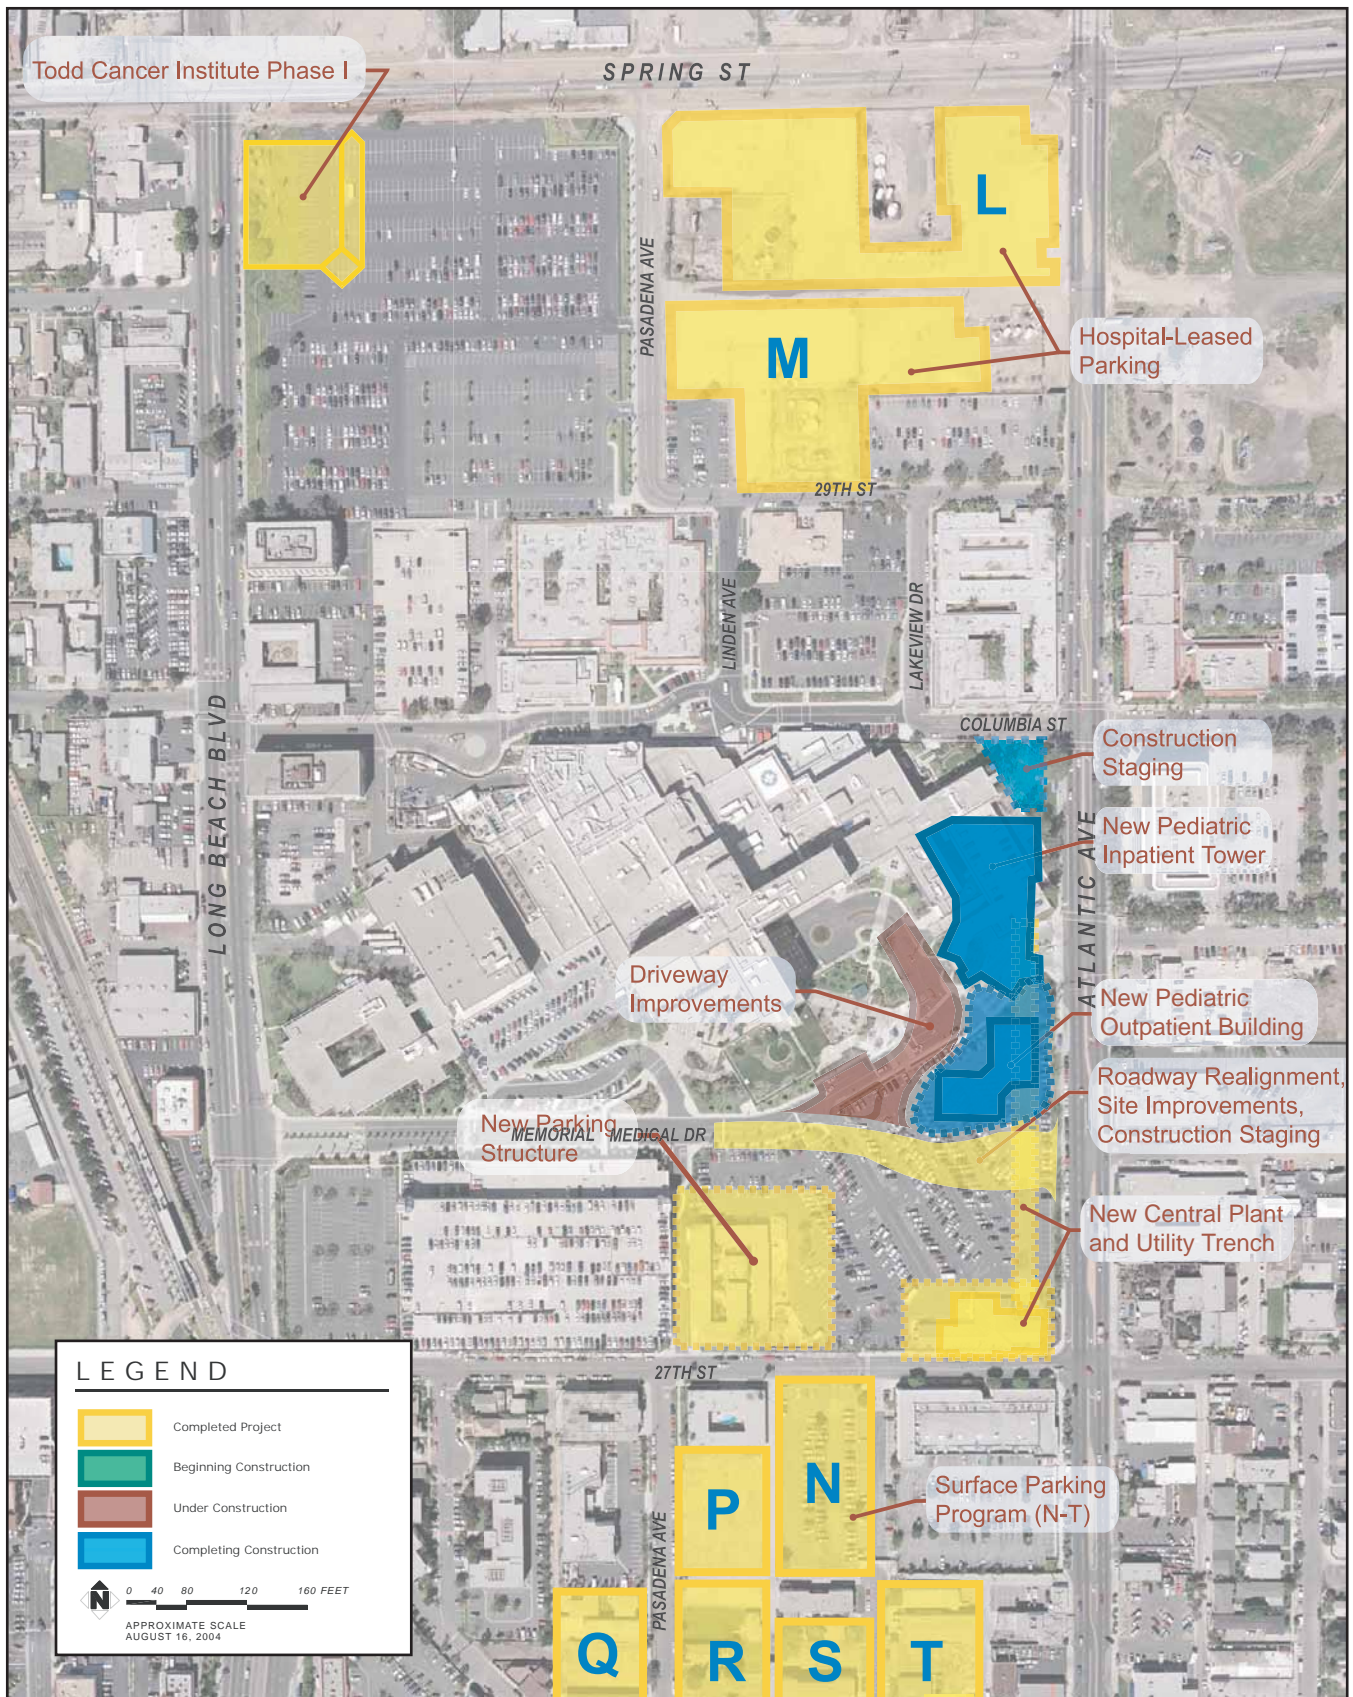 Todd Cancer Institute Phase I
SPRING ST
L
PASADENA AVE
M
Hospital-Leased
Parking
29TH ST
LINDEN AVE
LAKEVIEW DR
LONG BEACH BLVD
COLUMBIA ST
Construction
Staging
New Pediatric
Inpatient Tower
ATLANTIC AVE
Driveway
Improvements
New Pediatric
Outpatient Building
Roadway Realignment,
Site Improvements,
Construction Staging
New Parking
Structure
MEMORIAL MEDICAL DR
New Central Plant
and Utility Trench
27TH ST
LEGEND
Completed Project
Beginning Construction
Under Construction
Completing Construction
N
0 40 80 120 160 FEET
APPROXIMATE SCALE
AUGUST 16, 2004
P
N
Surface Parking
Program (N-T)
PASADENA AVE
Q
R
S
T